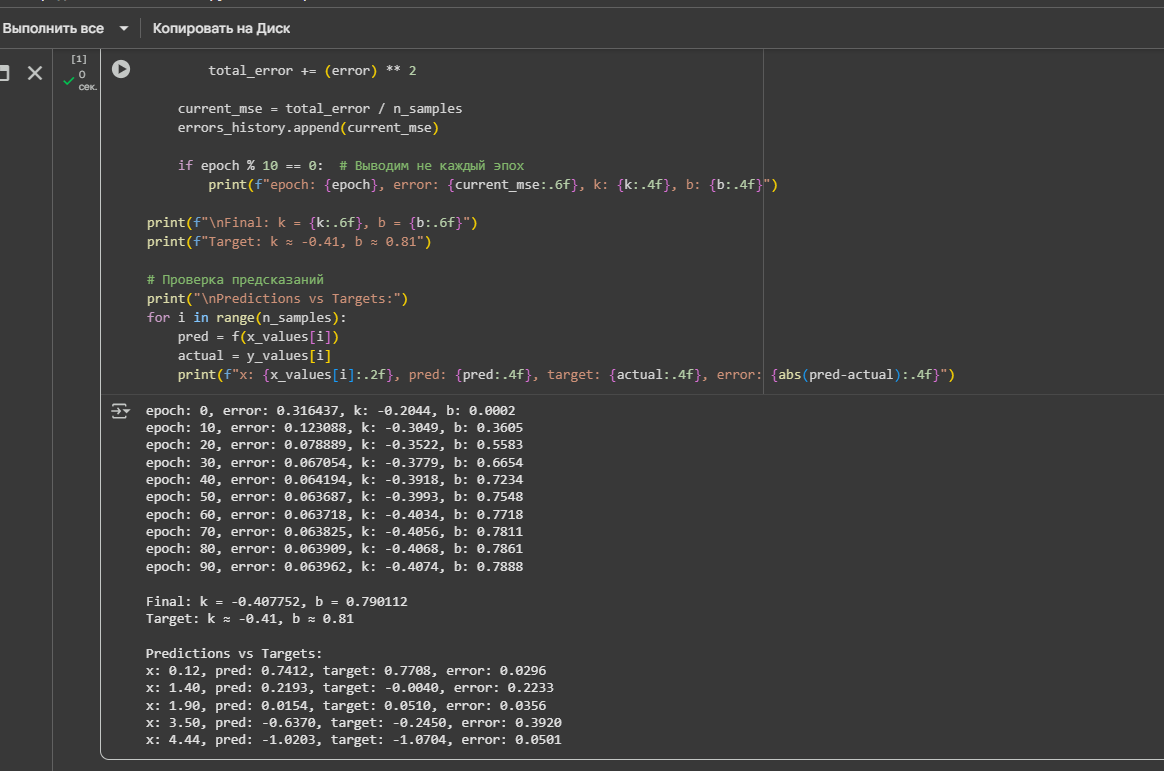 Выполнить все
Копировать на Диск
[1]
0
сек.
total_error += (error) ** 2
current_mse = total_error / n_samples
errors_history.append(current_mse)
if epoch % 10 == 0:  # Выводим не каждый эпох
print(f"epoch: {epoch}, error: {current_mse:.6f}, k: {k:.4f}, b: {b:.4f}")
print(f"\nFinal: k = {k:.6f}, b = {b:.6f}")
print(f"Target: k ≈ -0.41, b ≈ 0.81")
# Проверка предсказаний
print("\nPredictions vs Targets:")
for i in range(n_samples):
pred = f(x_values[i])
actual = y_values[i]
print(f"x: {x_values[i]:.2f}, pred: {pred:.4f}, target: {actual:.4f}, error: {abs(pred-actual):.4f}")
epoch: 0, error: 0.316437, k: -0.2044, b: 0.0002
epoch: 10, error: 0.123088, k: -0.3049, b: 0.3605
epoch: 20, error: 0.078889, k: -0.3522, b: 0.5583
epoch: 30, error: 0.067054, k: -0.3779, b: 0.6654
epoch: 40, error: 0.064194, k: -0.3918, b: 0.7234
epoch: 50, error: 0.063687, k: -0.3993, b: 0.7548
epoch: 60, error: 0.063718, k: -0.4034, b: 0.7718
epoch: 70, error: 0.063825, k: -0.4056, b: 0.7811
epoch: 80, error: 0.063909, k: -0.4068, b: 0.7861
epoch: 90, error: 0.063962, k: -0.4074, b: 0.7888
Final: k = -0.407752, b = 0.790112
Target: k ≈ -0.41, b ≈ 0.81
Predictions vs Targets:
x: 0.12, pred: 0.7412, target: 0.7708, error: 0.0296
x: 1.40, pred: 0.2193, target: -0.0040, error: 0.2233
x: 1.90, pred: 0.0154, target: 0.0510, error: 0.0356
x: 3.50, pred: -0.6370, target: -0.2450, error: 0.3920
x: 4.44, pred: -1.0203, target: -1.0704, error: 0.0501